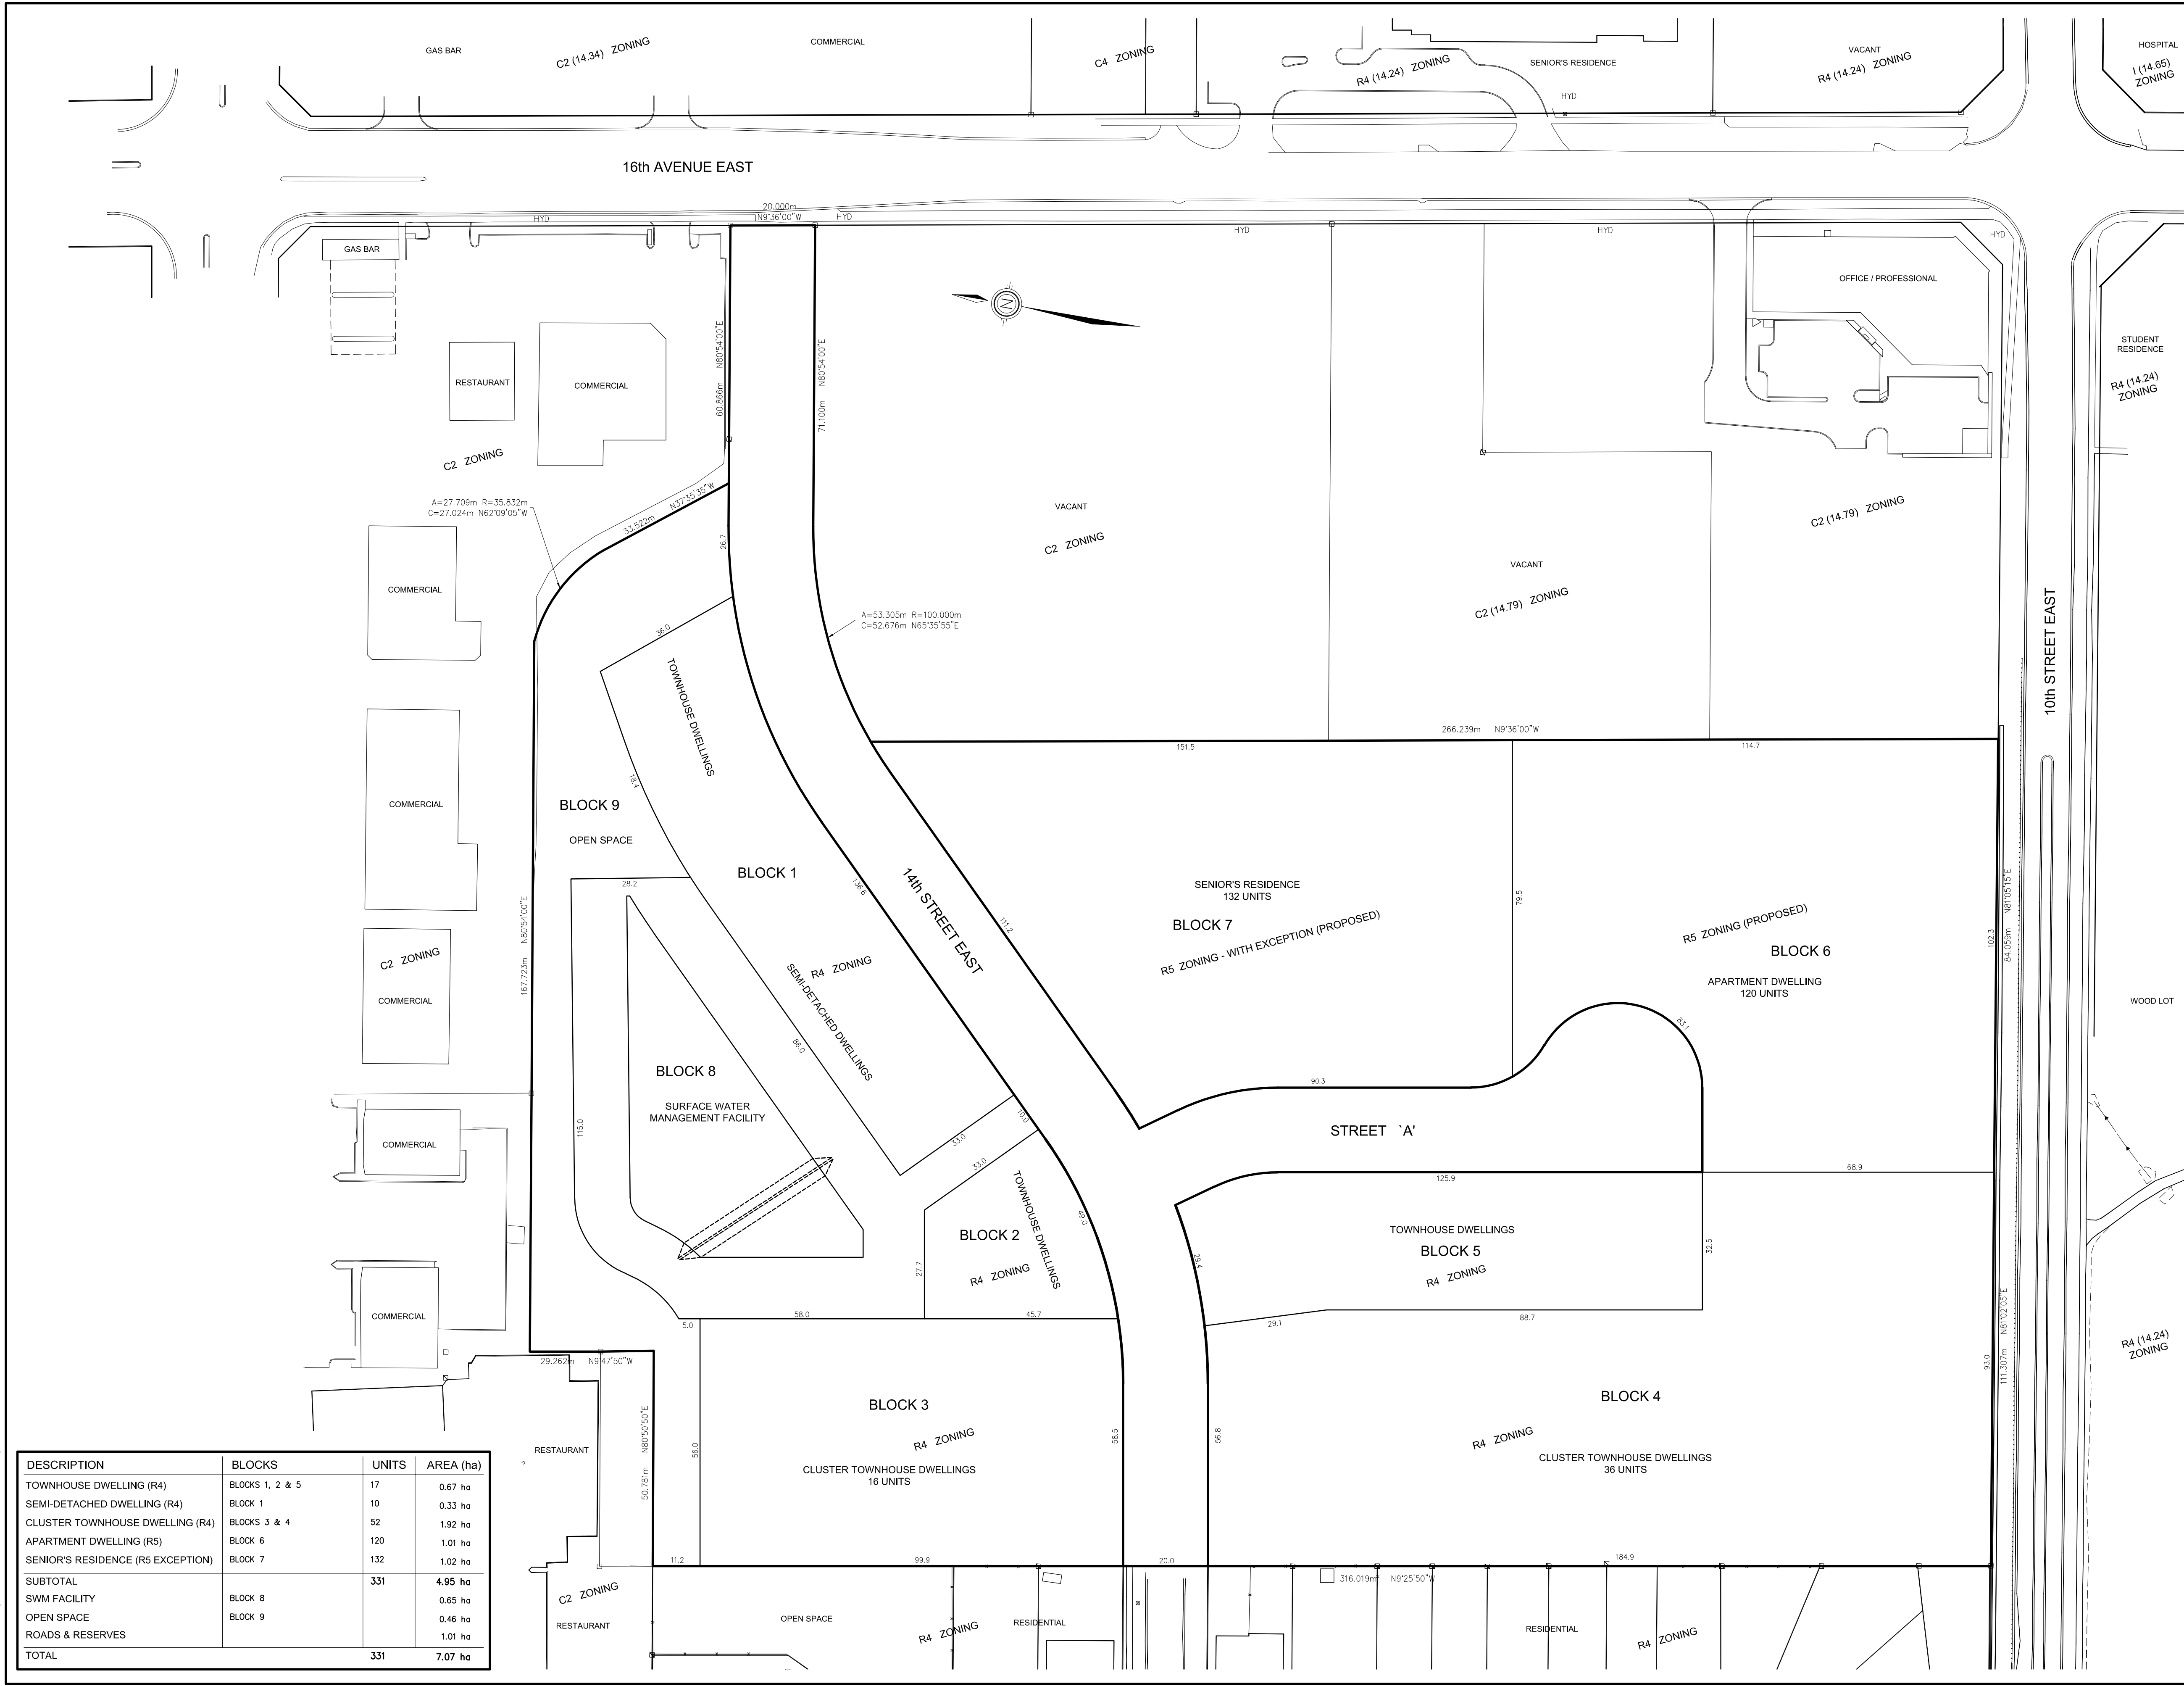 GAS BAR
C2 (14.34) ZONING
COMMERCIAL
C4 ZONING
R4 (14.24) ZONING
SENIOR'S RESIDENCE
HYD
VACANT
R4 (14.24) ZONING
HOSPITAL
I (14.65)
ZONING
16th AVENUE EAST
20.000m
N9°36'00"W
HYD
HYD
HYD
HYD
HYD
GAS BAR
OFFICE / PROFESSIONAL
RESTAURANT
COMMERCIAL
C2 ZONING
60.866m N80°54'00"E
71.100m N80°54'00"E
N
STUDENT
RESIDENCE
R4 (14.24)
ZONING
A=27.709m R=35.832m
C=27.024m N62°09'05"W
33.522m N37°35'35"W
26.7
VACANT
C2 ZONING
C2 (14.79) ZONING
VACANT
C2 (14.79) ZONING
COMMERCIAL
A=53.305m R=100.000m
C=52.676m N65°35'55"E
36.0
TOWNHOUSE DWELLINGS
10th STREET EAST
266.239m N9°36'00"W
151.5
114.7
18.4
COMMERCIAL
BLOCK 9
OPEN SPACE
BLOCK 1
136.6
14th STREET EAST
111.2
28.2
SENIOR'S RESIDENCE
132 UNITS
BLOCK 7
R5 ZONING - WITH EXCEPTION (PROPOSED)
79.5
R5 ZONING (PROPOSED)
BLOCK 6
APARTMENT DWELLING
120 UNITS
102.3
84.059m N81°05'15"E
167.723m N80°54'00"E
C2 ZONING
COMMERCIAL
R4 ZONING
SEMI-DETACHED DWELLINGS
86.0
WOOD LOT
83.1
BLOCK 8
SURFACE WATER
MANAGEMENT FACILITY
90.3
115.0
10.0
STREET `A'
COMMERCIAL
33.0
33.0
68.9
125.9
TOWNHOUSE DWELLINGS
49.0
BLOCK 2
R4 ZONING
27.7
29.4
TOWNHOUSE DWELLINGS
BLOCK 5
R4 ZONING
32.5
COMMERCIAL
58.0
45.7
5.0
29.1
88.7
93.0
111.307m N81°02'05"E
R4 (14.24)
ZONING
29.262m N9°47'50"W
BLOCK 3
R4 ZONING
CLUSTER TOWNHOUSE DWELLINGS
16 UNITS
BLOCK 4
R4 ZONING
CLUSTER TOWNHOUSE DWELLINGS
36 UNITS
RESTAURANT
50.781m N80°50'50"E
56.0
58.5
56.8
11.2
99.9
20.0
184.9
316.019m N9°25'50"W
C2 ZONING
RESTAURANT
OPEN SPACE
R4 ZONING
RESIDENTIAL
RESIDENTIAL
R4 ZONING
DESCRIPTION BLOCKS UNITS AREA (ha)
TOWNHOUSE DWELLING (R4) BLOCKS 1, 2 & 5 17 0.67 ha
SEMI-DETACHED DWELLING (R4) BLOCK 1 10 0.33 ha
CLUSTER TOWNHOUSE DWELLING (R4) BLOCKS 3 & 4 52 1.92 ha
APARTMENT DWELLING (R5) BLOCK 6 120 1.01 ha
SENIOR'S RESIDENCE (R5 EXCEPTION) BLOCK 7 132 1.02 ha
SUBTOTAL 331 4.95 ha
SWM FACILITY BLOCK 8 0.65 ha
OPEN SPACE BLOCK 9 0.46 ha
ROADS & RESERVES 1.01 ha
TOTAL 331 7.07 ha